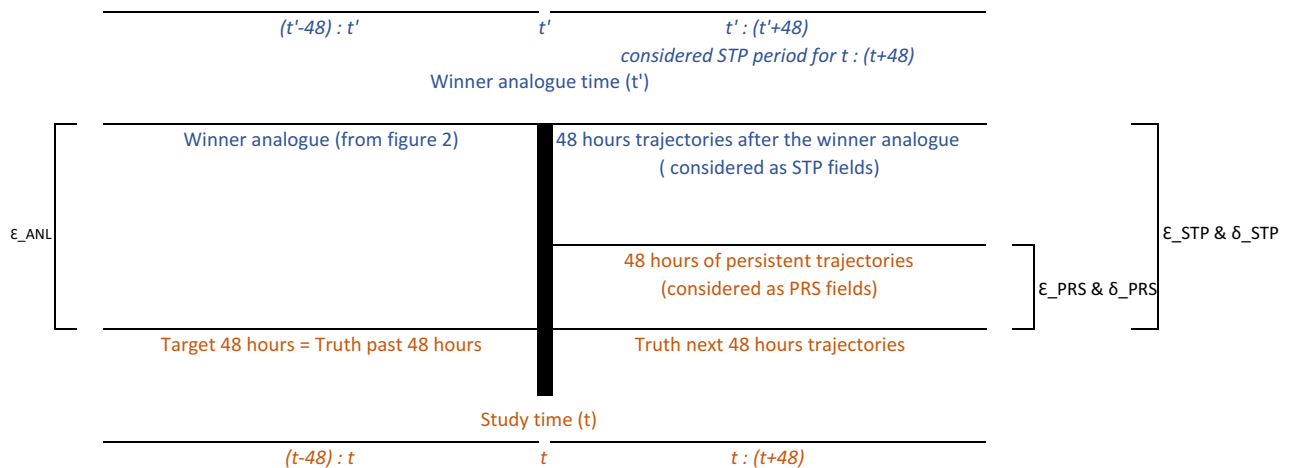 (t'-48) : t' t' t' : (t'+48)
considered STP period for t : (t+48)
Winner analogue time (t')
Winner analogue (from figure 2) 48 hours trajectories after the winner analogue
( considered as STP fields)
ε_ANL ε_STP & δ_STP
48 hours of persistent trajectories
(considered as PRS fields) ε_PRS & δ_PRS
Target 48 hours = Truth past 48 hours Truth next 48 hours trajectories
Study time (t)
(t-48) : t t t : (t+48)